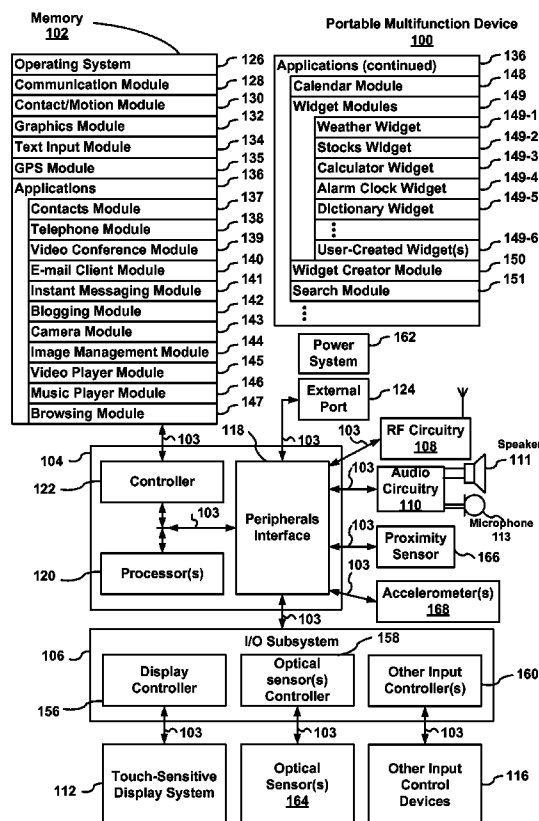 Memory
102
Operating System
126
Communication Module
128
Contact/Motion Module
130
Graphics Module
132
Text Input Module
134
GPS Module
135
Applications
136
Contacts Module
137
Telephone Module
138
Video Conference Module
139
E-mail Client Module
140
Instant Messaging Module
141
Blogging Module
142
Camera Module
143
Image Management Module
144
Video Player Module
145
Music Player Module
146
Browsing Module
147
Portable Multifunction Device
100
Applications (continued)
136
Calendar Module
148
Widget Modules
149
Weather Widget
149-1
Stocks Widget
149-2
Calculator Widget
149-3
Alarm Clock Widget
149-4
Dictionary Widget
149-5
User-Created Widget(s)
149-6
Widget Creator Module
150
Search Module
151
Power
System
162
External
Port
124
103
118
103
103
RF Circuitry
108
Speaker
111
104
122
Controller
103
Audio
Circuitry
110
Microphone
113
103
Peripherals
Interface
103
Proximity
Sensor
166
120
Processor(s)
103
Accelerometer(s)
168
103
I/O Subsystem
106
158
Display
Controller
156
Optical
sensor(s)
Controller
Other Input
Controller(s)
160
103
103
103
112
Touch-Sensitive
Display System
Optical
Sensor(s)
164
Other Input
Control
Devices
116